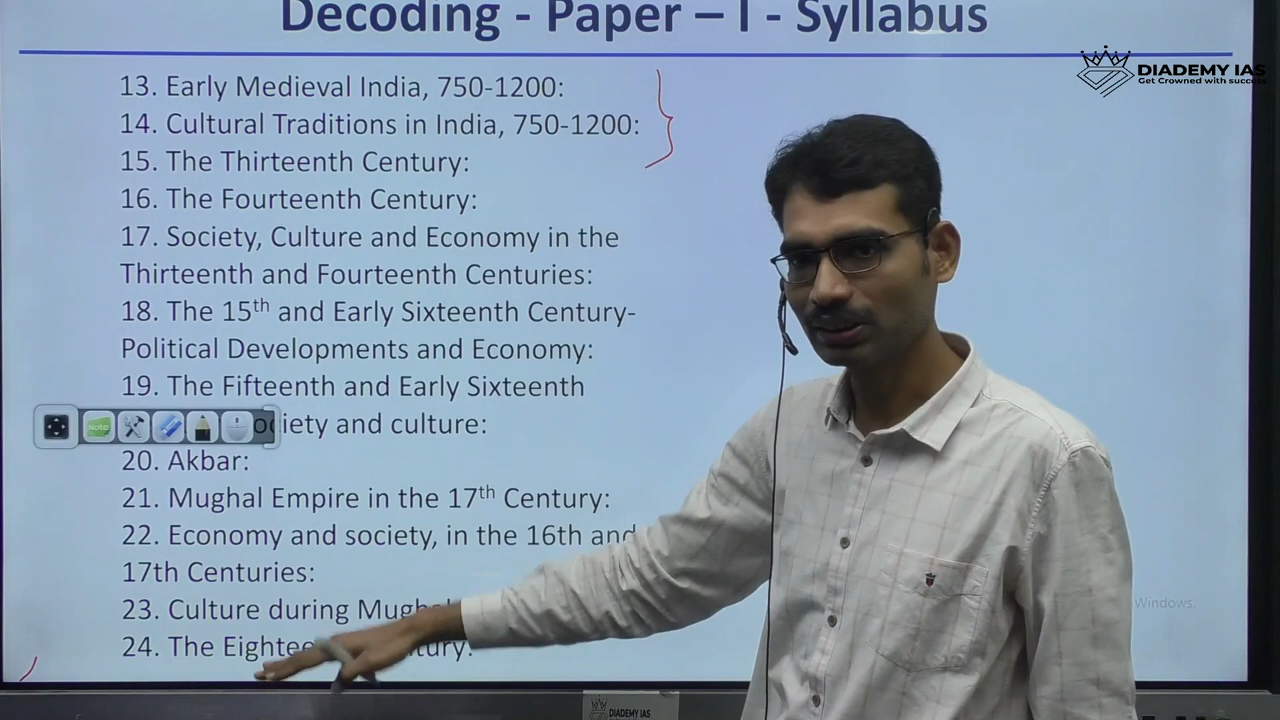 Decoding - Paper – I - Syllabus
DIADEMY IAS
Get Crowned with success
13. Early Medieval India, 750-1200:
14. Cultural Traditions in India, 750-1200:
15. The Thirteenth Century:
16. The Fourteenth Century:
17. Society, Culture and Economy in the
Thirteenth and Fourteenth Centuries:
18. The 15th and Early Sixteenth Century-
Political Developments and Economy:
19. The Fifteenth and Early Sixteenth
Note
and culture:
20. Akbar:
21. Mughal Empire in the 17th Century:
22. Economy and society, in the 16th and
17th Centuries:
23. Culture during
24. The
Windows.
DIADEMY IAS